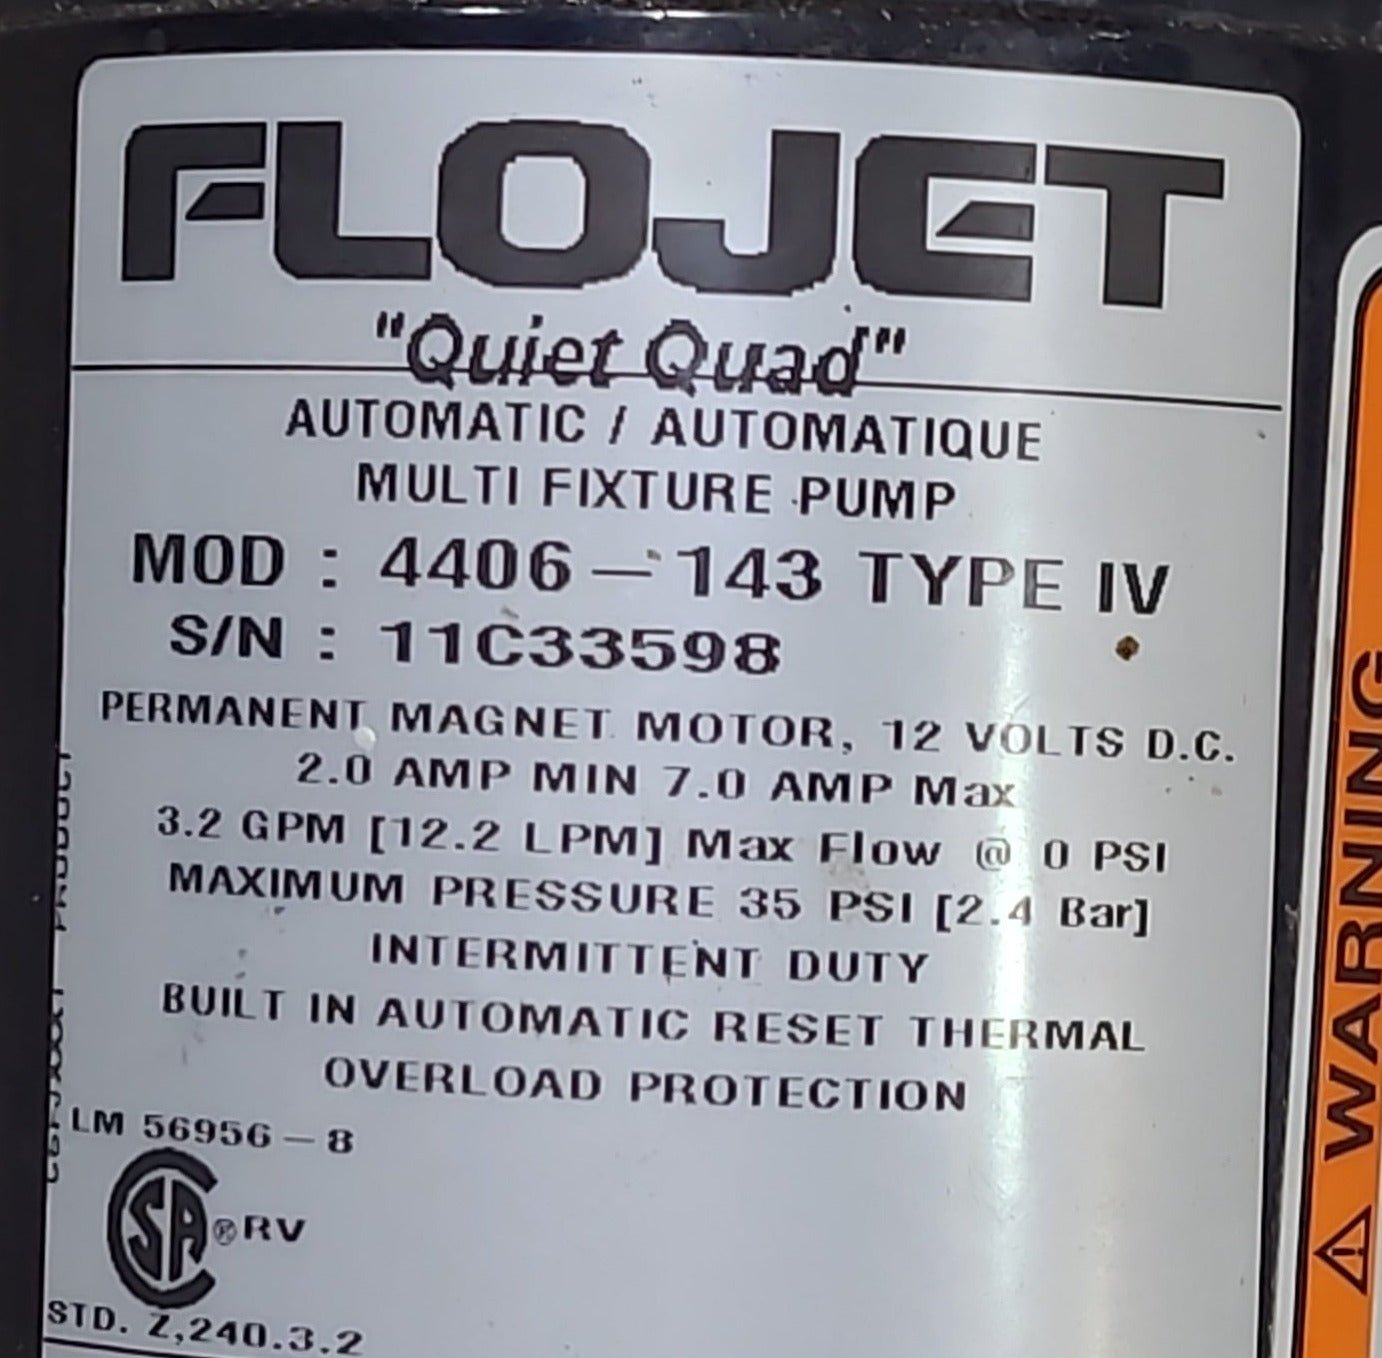 FLOJET
"Quiet Quad"
AUTOMATIC / AUTOMATIQUE
MULTI FIXTURE PUMP
MOD : 4406-143 TYPE IV
S/N : 11C33598
PERMANENT MAGNET MOTOR, 12 VOLTS D.C.
2.0 AMP MIN 7.0 AMP Max
3.2 GPM [12.2 LPM] Max Flow @ 0 PSI
MAXIMUM PRESSURE 35 PSI [2.4 Bar]
INTERMITTENT DUTY
BUILT IN AUTOMATIC RESET THERMAL
OVERLOAD PROTECTION
LM 56956-8
SA ® RV
STD. Z,240.3.2
PRODUCT
WARNING